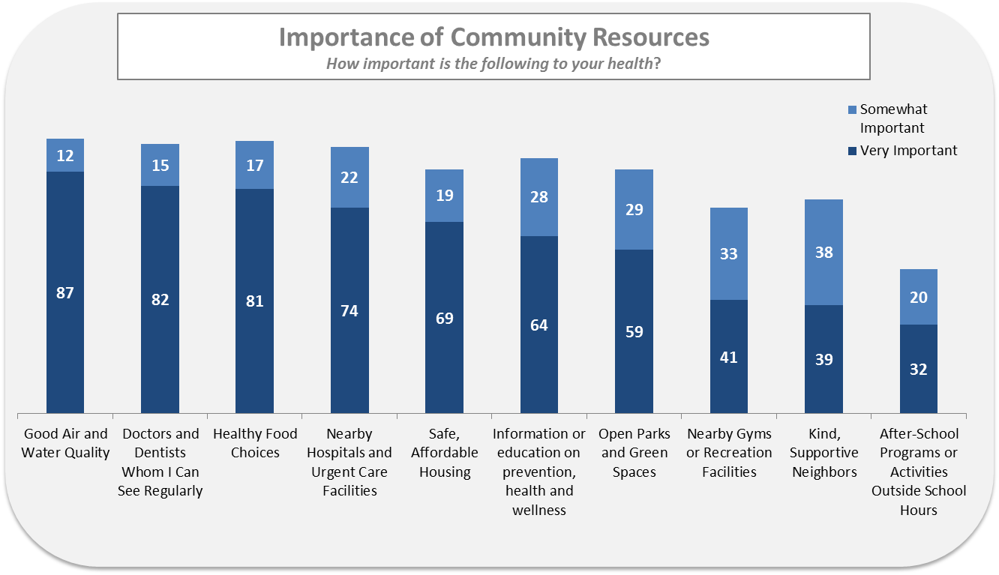 Importance of Community Resources
How important is the following to your health?
Somewhat
Important
Very Important
12
15
17
22
19
28
29
33
38
20
87
82
81
74
69
64
59
41
39
32
Good Air and
Water Quality
Doctors and
Dentists
Whom I Can
See Regularly
Healthy Food
Choices
Nearby
Hospitals and
Urgent Care
Facilities
Safe,
Affordable
Housing
Information or
education on
prevention,
health and
wellness
Open Parks
and Green
Spaces
Nearby Gyms
or Recreation
Facilities
Kind,
Supportive
Neighbors
After-School
Programs or
Activities
Outside School
Hours